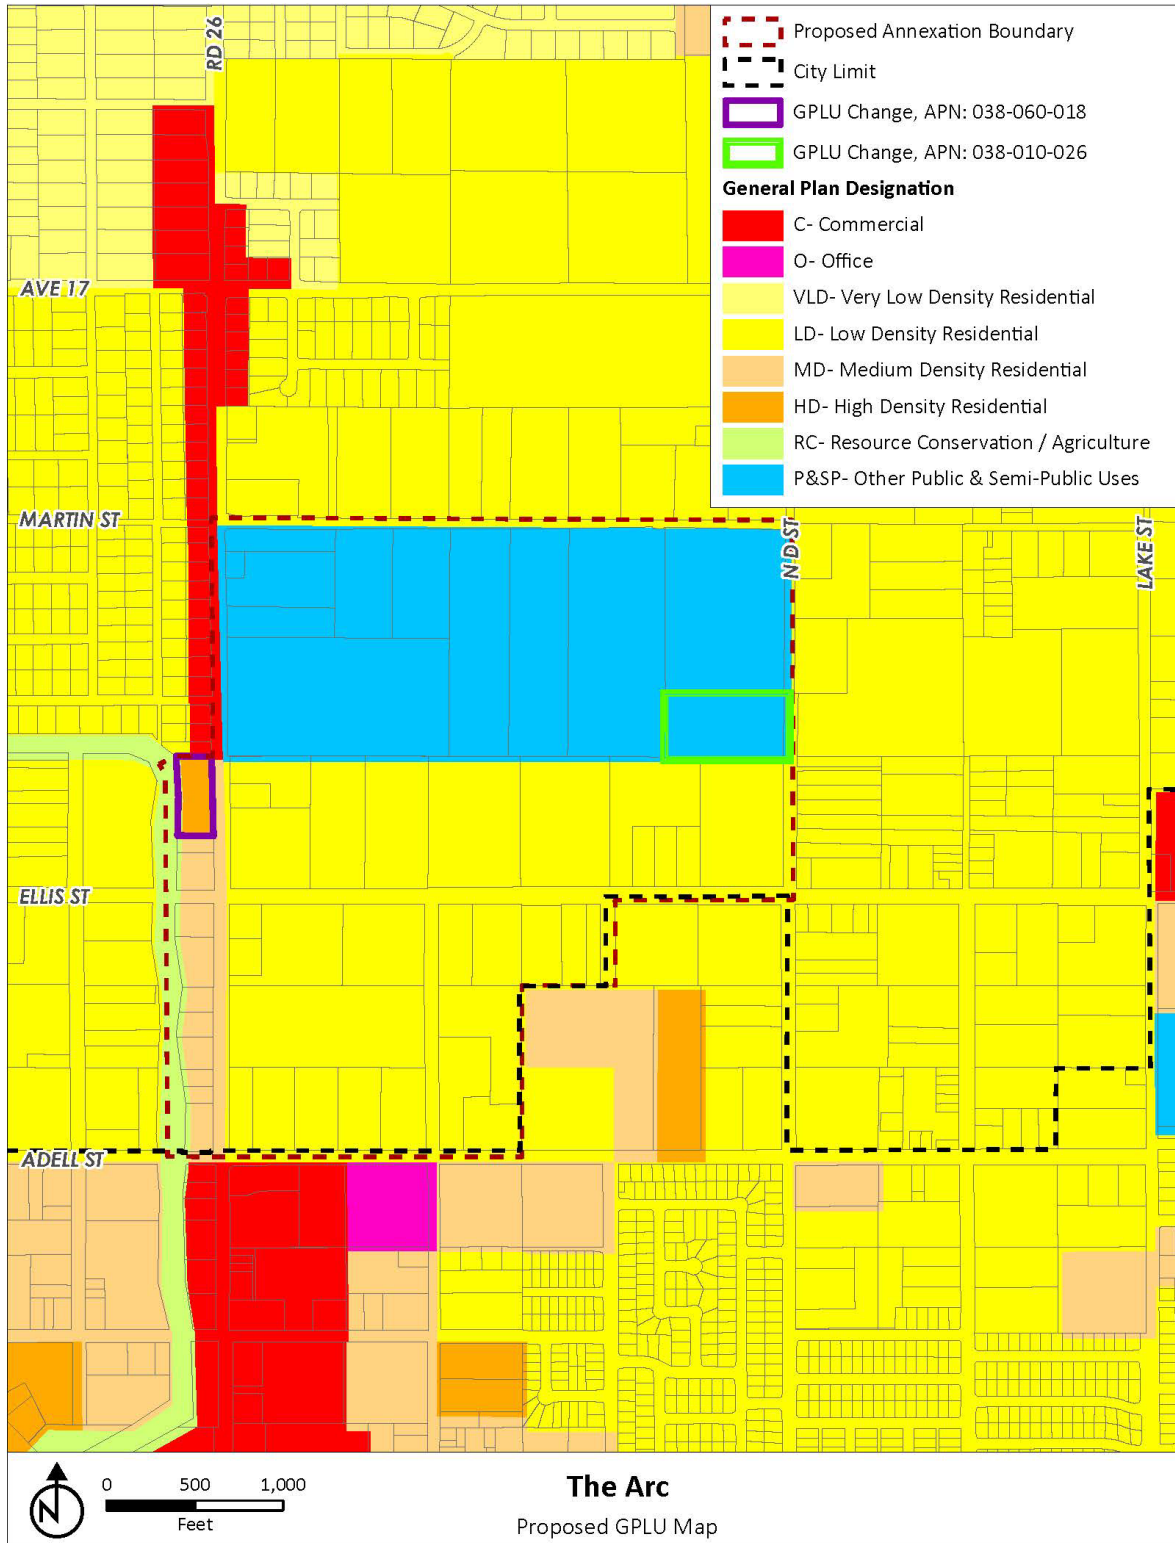 RD 26
Proposed Annexation Boundary
City Limit
GPLU Change, APN: 038-060-018
GPLU Change, APN: 038-010-026
General Plan Designation
C- Commercial
O- Office
VLD- Very Low Density Residential
LD- Low Density Residential
MD- Medium Density Residential
HD- High Density Residential
RC- Resource Conservation / Agriculture
P&SP- Other Public & Semi-Public Uses
AVE 17
MARTIN ST
N D ST
LAKE ST
ELLIS ST
ADELL ST
N
0 500 1,000
Feet
The Arc
Proposed GPLU Map